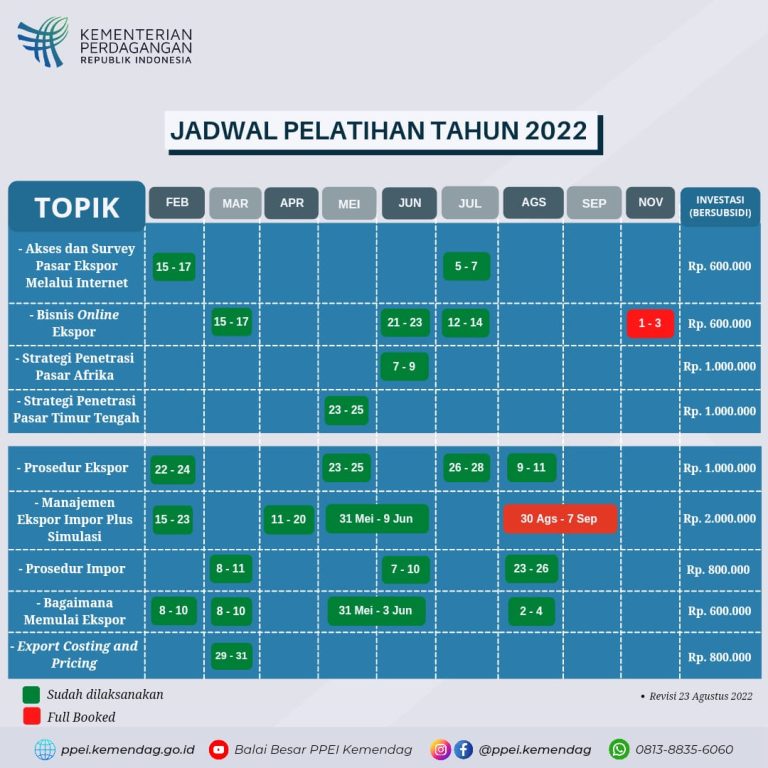 KEMENTERIAN
PERDAGANGAN
REPUBLIK INDONESIA
JADWAL PELATIHAN TAHUN 2022
TOPIK FEB MAR APR MEI JUN JUL AGS SEP NOV INVESTASI
(BERSUBSIDI)
- Akses dan Survey
Pasar Ekspor
Melalui Internet
15 - 17 5 - 7 Rp. 600.000
- Bisnis Online
Ekspor
15 - 17 21 - 23 12 - 14 1 - 3 Rp. 600.000
- Strategi Penetrasi
Pasar Afrika
7 - 9 Rp. 1.000.000
- Strategi Penetrasi
Pasar Timur Tengah
23 - 25 Rp. 1.000.000
- Prosedur Ekspor 22 - 24 23 - 25 26 - 28 9 - 11 Rp. 1.000.000
- Manajemen
Ekspor Impor Plus
Simulasi
15 - 23 11 - 20 31 Mei - 9 Jun 30 Ags - 7 Sep Rp. 2.000.000
- Prosedur Impor 8 - 11 7 - 10 23 - 26 Rp. 800.000
- Bagaimana
Memulai Ekspor
8 - 10 8 - 10 31 Mei - 3 Jun 2 - 4 Rp. 600.000
- Export Costing and
Pricing
29 - 31 Rp. 800.000
Sudah dilaksanakan
• Revisi 23 Agustus 2022
Full Booked
ppei.kemendag.go.id Balai Besar PPEI Kemendag @ppei.kemendag 0813-8835-6060